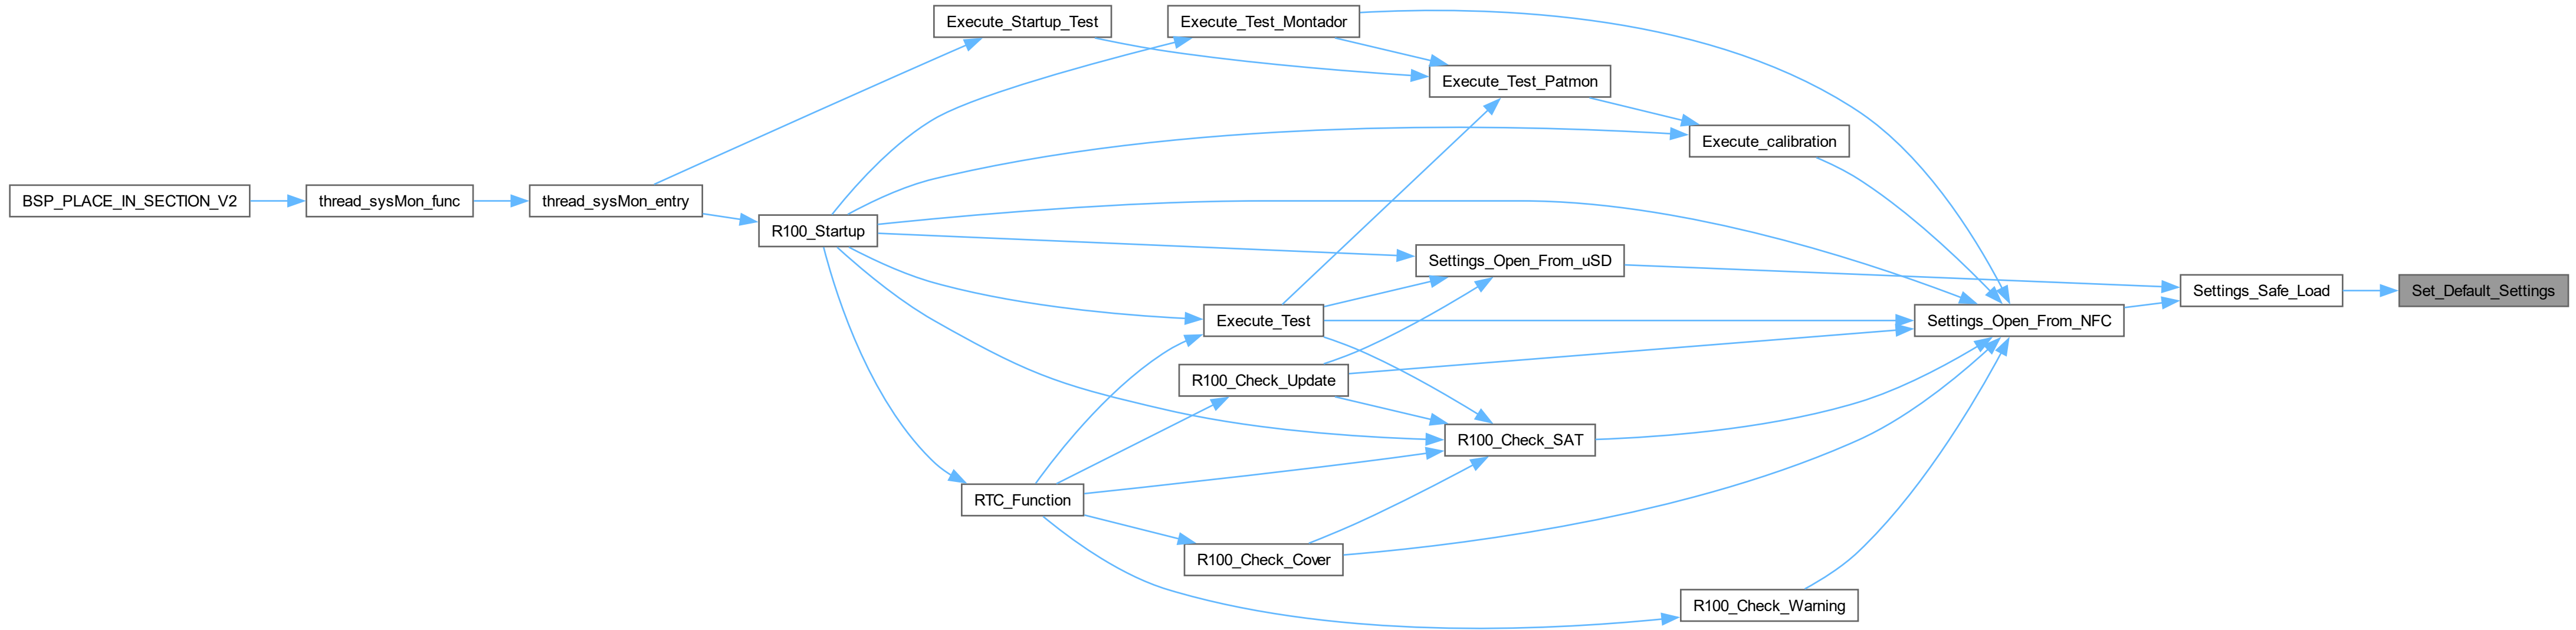 Execute_Startup_Test
Execute_Test_Montador
Execute_Test_Patmon
Execute_calibration
BSP_PLACE_IN_SECTION_V2
thread_sysMon_func
thread_sysMon_entry
R100_Startup
Settings_Open_From_uSD
Settings_Safe_Load
Set_Default_Settings
Execute_Test
Settings_Open_From_NFC
R100_Check_Update
R100_Check_SAT
RTC_Function
R100_Check_Cover
R100_Check_Warning